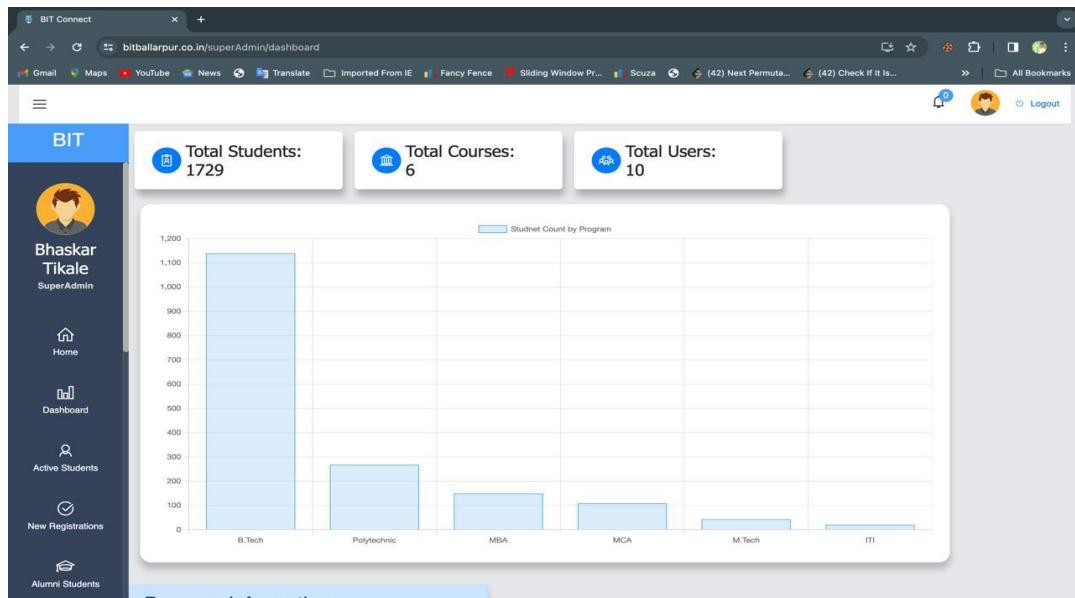 BIT Connect
bitballarpur.co.in/superAdmin/dashboard
Gmail Maps YouTube News Translate Imported From IE Fancy Fence Sliding Window Pr... Scuza (42) Next Permuta... (42) Check If It Is... » All Bookmarks
0 Logout
BIT
Bhaskar
Tikale
SuperAdmin
Home
Dashboard
Active Students
New Registrations
Alumni Students
Total Students:
1729
Total Courses:
6
Total Users:
10
Studnet Count by Program
1,200
1,100
1,000
900
800
700
600
500
400
300
200
100
0
B.Tech Polytechnic MBA MCA M.Tech ITI